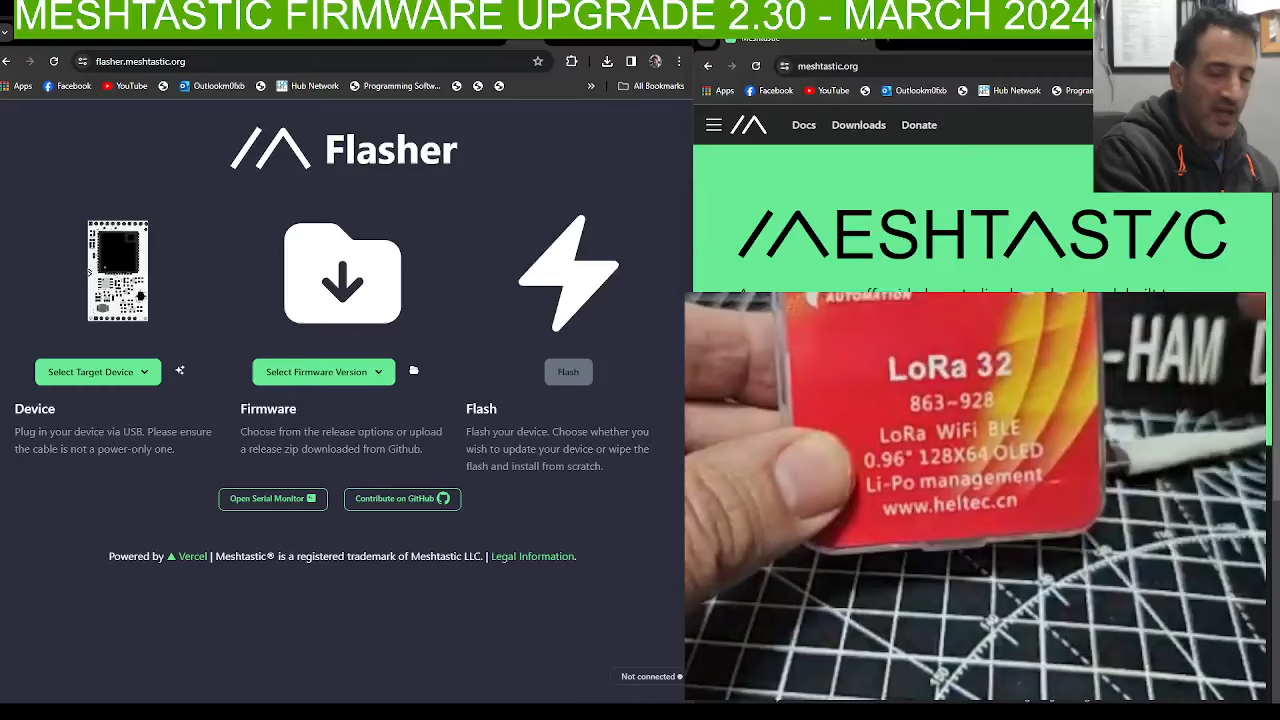 MESHTASTIC FIRMWARE UPGRADE 2.30 - MARCH 2024
flasher.meshtastic.org
Apps Facebook YouTube Outlookm0fxb Hub Network Programming Softw... » All Bookmarks
Flasher
Select Target Device
Select Firmware Version
Flash
Device
Plug in your device via USB. Please ensure
the cable is not a power-only one.
Firmware
Choose from the release options or upload
a release zip downloaded from Github.
Flash
Flash your device. Choose whether you
wish to update your device or wipe the
flash and install from scratch.
Open Serial Monitor
Contribute on GitHub
Powered by Vercel | Meshtastic® is a registered trademark of Meshtastic LLC. | Legal Information.
Not connected
meshtastic.org
Apps Facebook YouTube Outlookm0fxb Hub Network
Docs Downloads Donate
MESHTASTIC
AUTOMATION
LoRa 32
863~928
LoRa WiFi BLE
0.96" 128X64 OLED
Li-Po management
www.heltec.cn
-HAM D